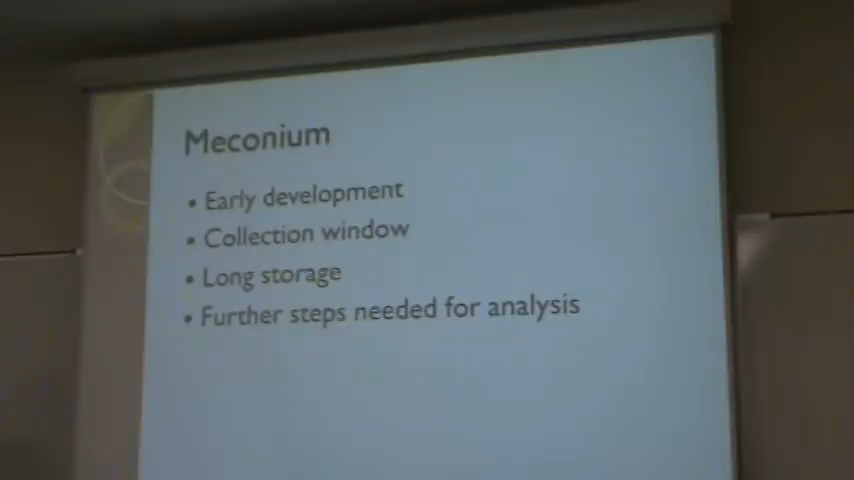 Meconium
• Early development
• Collection window
• Long storage
• Further steps needed for analysis